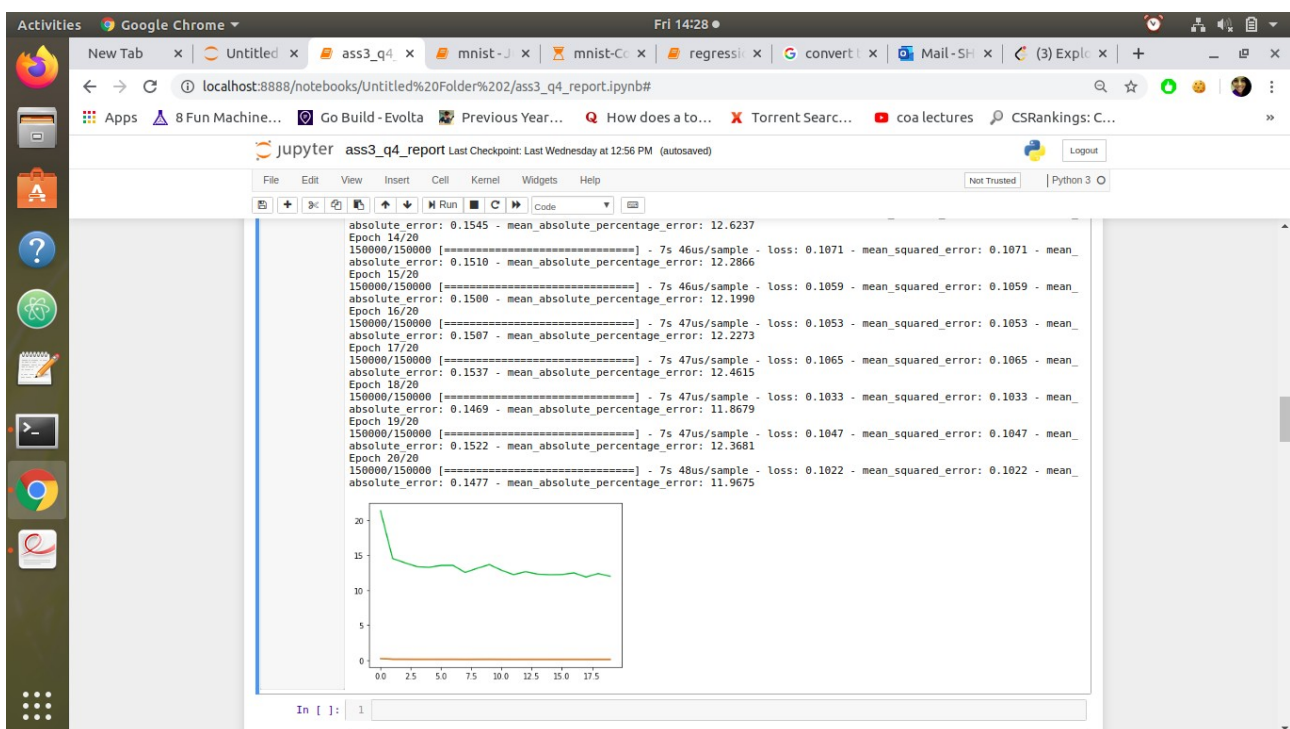 Activities Google Chrome Fri 14:28
New Tab Untitled ass3_q4_ mnist - J mnist-Co regressio convert t Mail - SH (3) Explo
localhost:8888/notebooks/Untitled%20Folder%202/ass3_q4_report.ipynb#
Apps 8 Fun Machine... Go Build - Evolta Previous Year... How does a to... Torrent Searc... coa lectures CSRankings: C... »
jupyter ass3_q4_report Last Checkpoint: Last Wednesday at 12:56 PM (autosaved) Logout
File Edit View Insert Cell Kernel Widgets Help Not Trusted Python 3
Run Code
absolute_error: 0.1545 - mean_absolute_percentage_error: 12.6237
Epoch 14/20
150000/150000 [==============================] - 7s 46us/sample - loss: 0.1071 - mean_squared_error: 0.1071 - mean_
absolute_error: 0.1510 - mean_absolute_percentage_error: 12.2866
Epoch 15/20
150000/150000 [==============================] - 7s 46us/sample - loss: 0.1059 - mean_squared_error: 0.1059 - mean_
absolute_error: 0.1500 - mean_absolute_percentage_error: 12.1990
Epoch 16/20
150000/150000 [==============================] - 7s 47us/sample - loss: 0.1053 - mean_squared_error: 0.1053 - mean_
absolute_error: 0.1507 - mean_absolute_percentage_error: 12.2273
Epoch 17/20
150000/150000 [==============================] - 7s 47us/sample - loss: 0.1065 - mean_squared_error: 0.1065 - mean_
absolute_error: 0.1537 - mean_absolute_percentage_error: 12.4615
Epoch 18/20
150000/150000 [==============================] - 7s 47us/sample - loss: 0.1033 - mean_squared_error: 0.1033 - mean_
absolute_error: 0.1469 - mean_absolute_percentage_error: 11.8679
Epoch 19/20
150000/150000 [==============================] - 7s 47us/sample - loss: 0.1047 - mean_squared_error: 0.1047 - mean_
absolute_error: 0.1522 - mean_absolute_percentage_error: 12.3681
Epoch 20/20
150000/150000 [==============================] - 7s 48us/sample - loss: 0.1022 - mean_squared_error: 0.1022 - mean_
absolute_error: 0.1477 - mean_absolute_percentage_error: 11.9675
20
15
10
5
0
0.0 2.5 5.0 7.5 10.0 12.5 15.0 17.5
In [ ]: 1